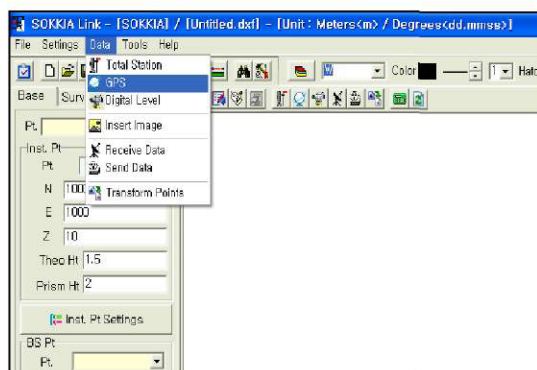 SOKKIA Link - [SOKKIA] / [Untitled.dxf] - [Unit : Meters<m> / Degrees<dd.mmss>]
File Settings Data Tools Help
Color 1
Total Station
GPS
Digital Level
Insert Image
Receive Data
Send Data
Transform Points
Base
Pt.
Inst. Pt
Pt
N
E 1000
Z 10
Theo Ht 1.5
Prism Ht 2
Inst. Pt Settings
BS Pt
Pt.